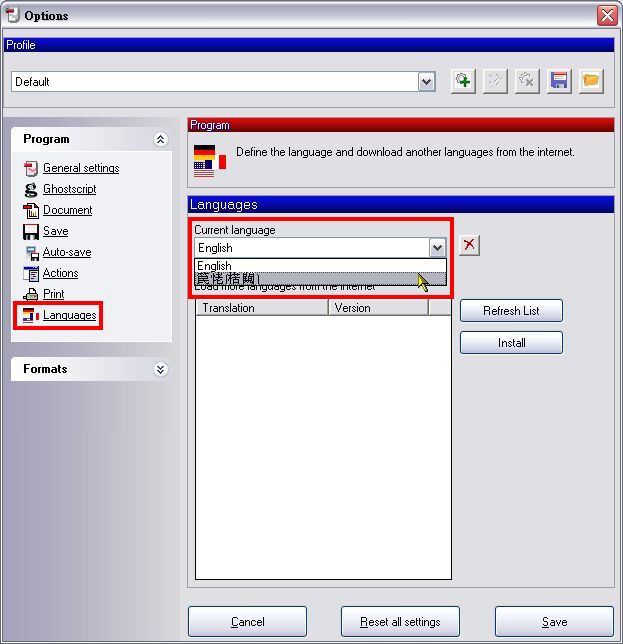 Options
Profile
Default
Program
General settings
Ghostscript
Document
Save
Auto-save
Actions
Print
Languages
Formats
Program
Define the language and download another languages from the internet.
Languages
Current language
English
English
Load more languages from the internet
Translation Version
Refresh List
Install
Cancel
Reset all settings
Save